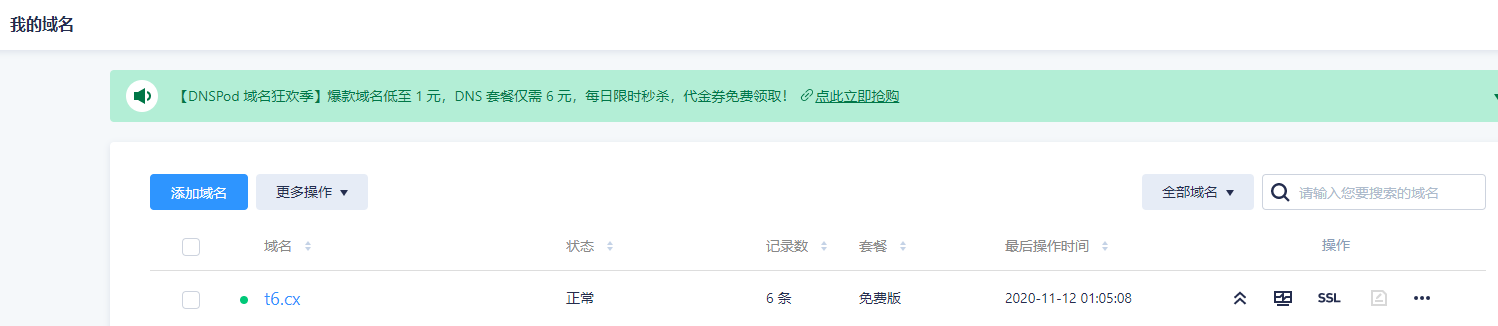 我的域名
【DNSPod 域名狂欢季】爆款域名低至 1 元，DNS 套餐仅需 6 元，每日限时秒杀，代金券免费领取！ 点此立即抢购
添加域名 更多操作 全部域名 请输入您要搜索的域名
域名 状态 记录数 套餐 最后操作时间 操作
t6.cx 正常 6 条 免费版 2020-11-12 01:05:08 SSL